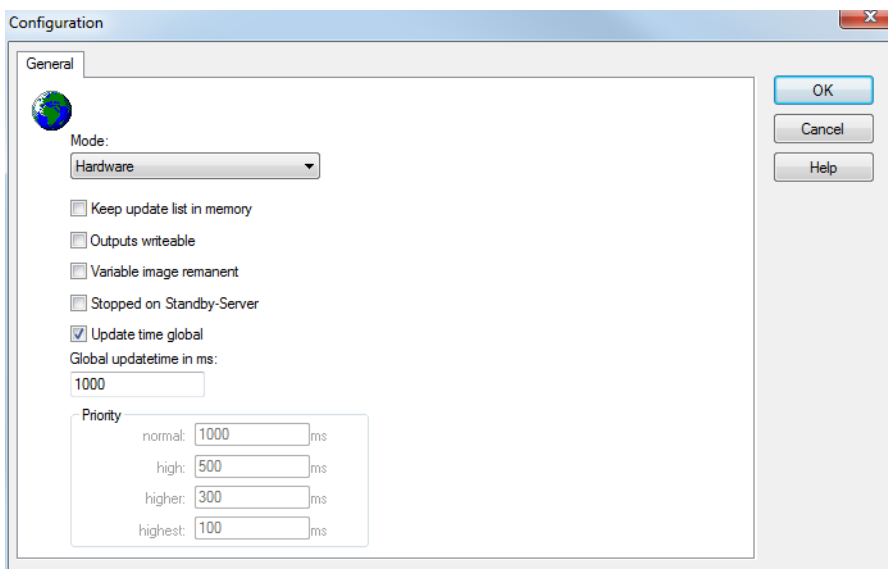 Configuration
General
OK
Cancel
Help
Mode:
Hardware
Keep update list in memory
Outputs writeable
Variable image remanent
Stopped on Standby-Server
Update time global
Global updatetime in ms:
1000
Priority
normal: 1000 ms
high: 500 ms
higher: 300 ms
highest: 100 ms